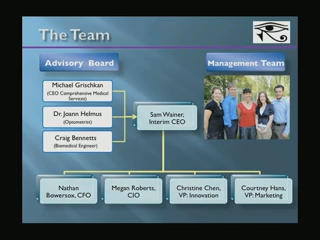 The Team
Advisory Board
Management Team
Michael Grischkan
(CEO Comprehensive Medical
Services)
Dr. Joann Helmus
(Optometrist)
Craig Bennetts
(Biomedical Engineer)
Sam Wainer,
Interim CEO
Nathan
Bowersox, CFO
Megan Roberts,
CIO
Christine Chen,
VP: Innovation
Courtney Hans,
VP: Marketing